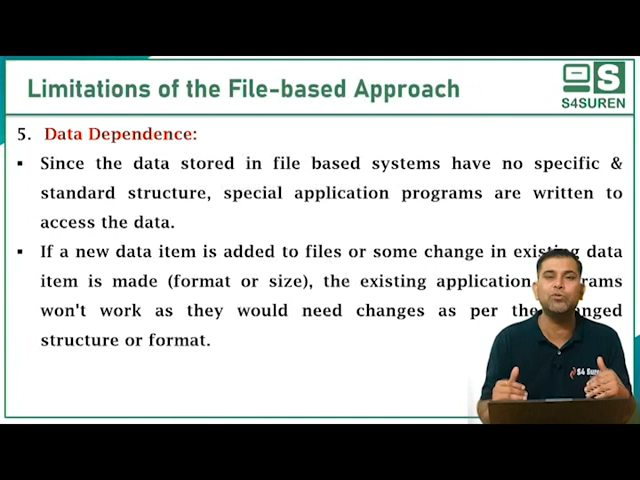 Limitations of the File-based Approach
S
S4SUREN
5. Data Dependence:
▪ Since the data stored in file based systems have no specific &
standard structure, special application programs are written to
access the data.
▪ If a new data item is added to files or some change in existing data
item is made (format or size), the existing application
won't work as they would need changes as per the
structure or format.
S4 Suren